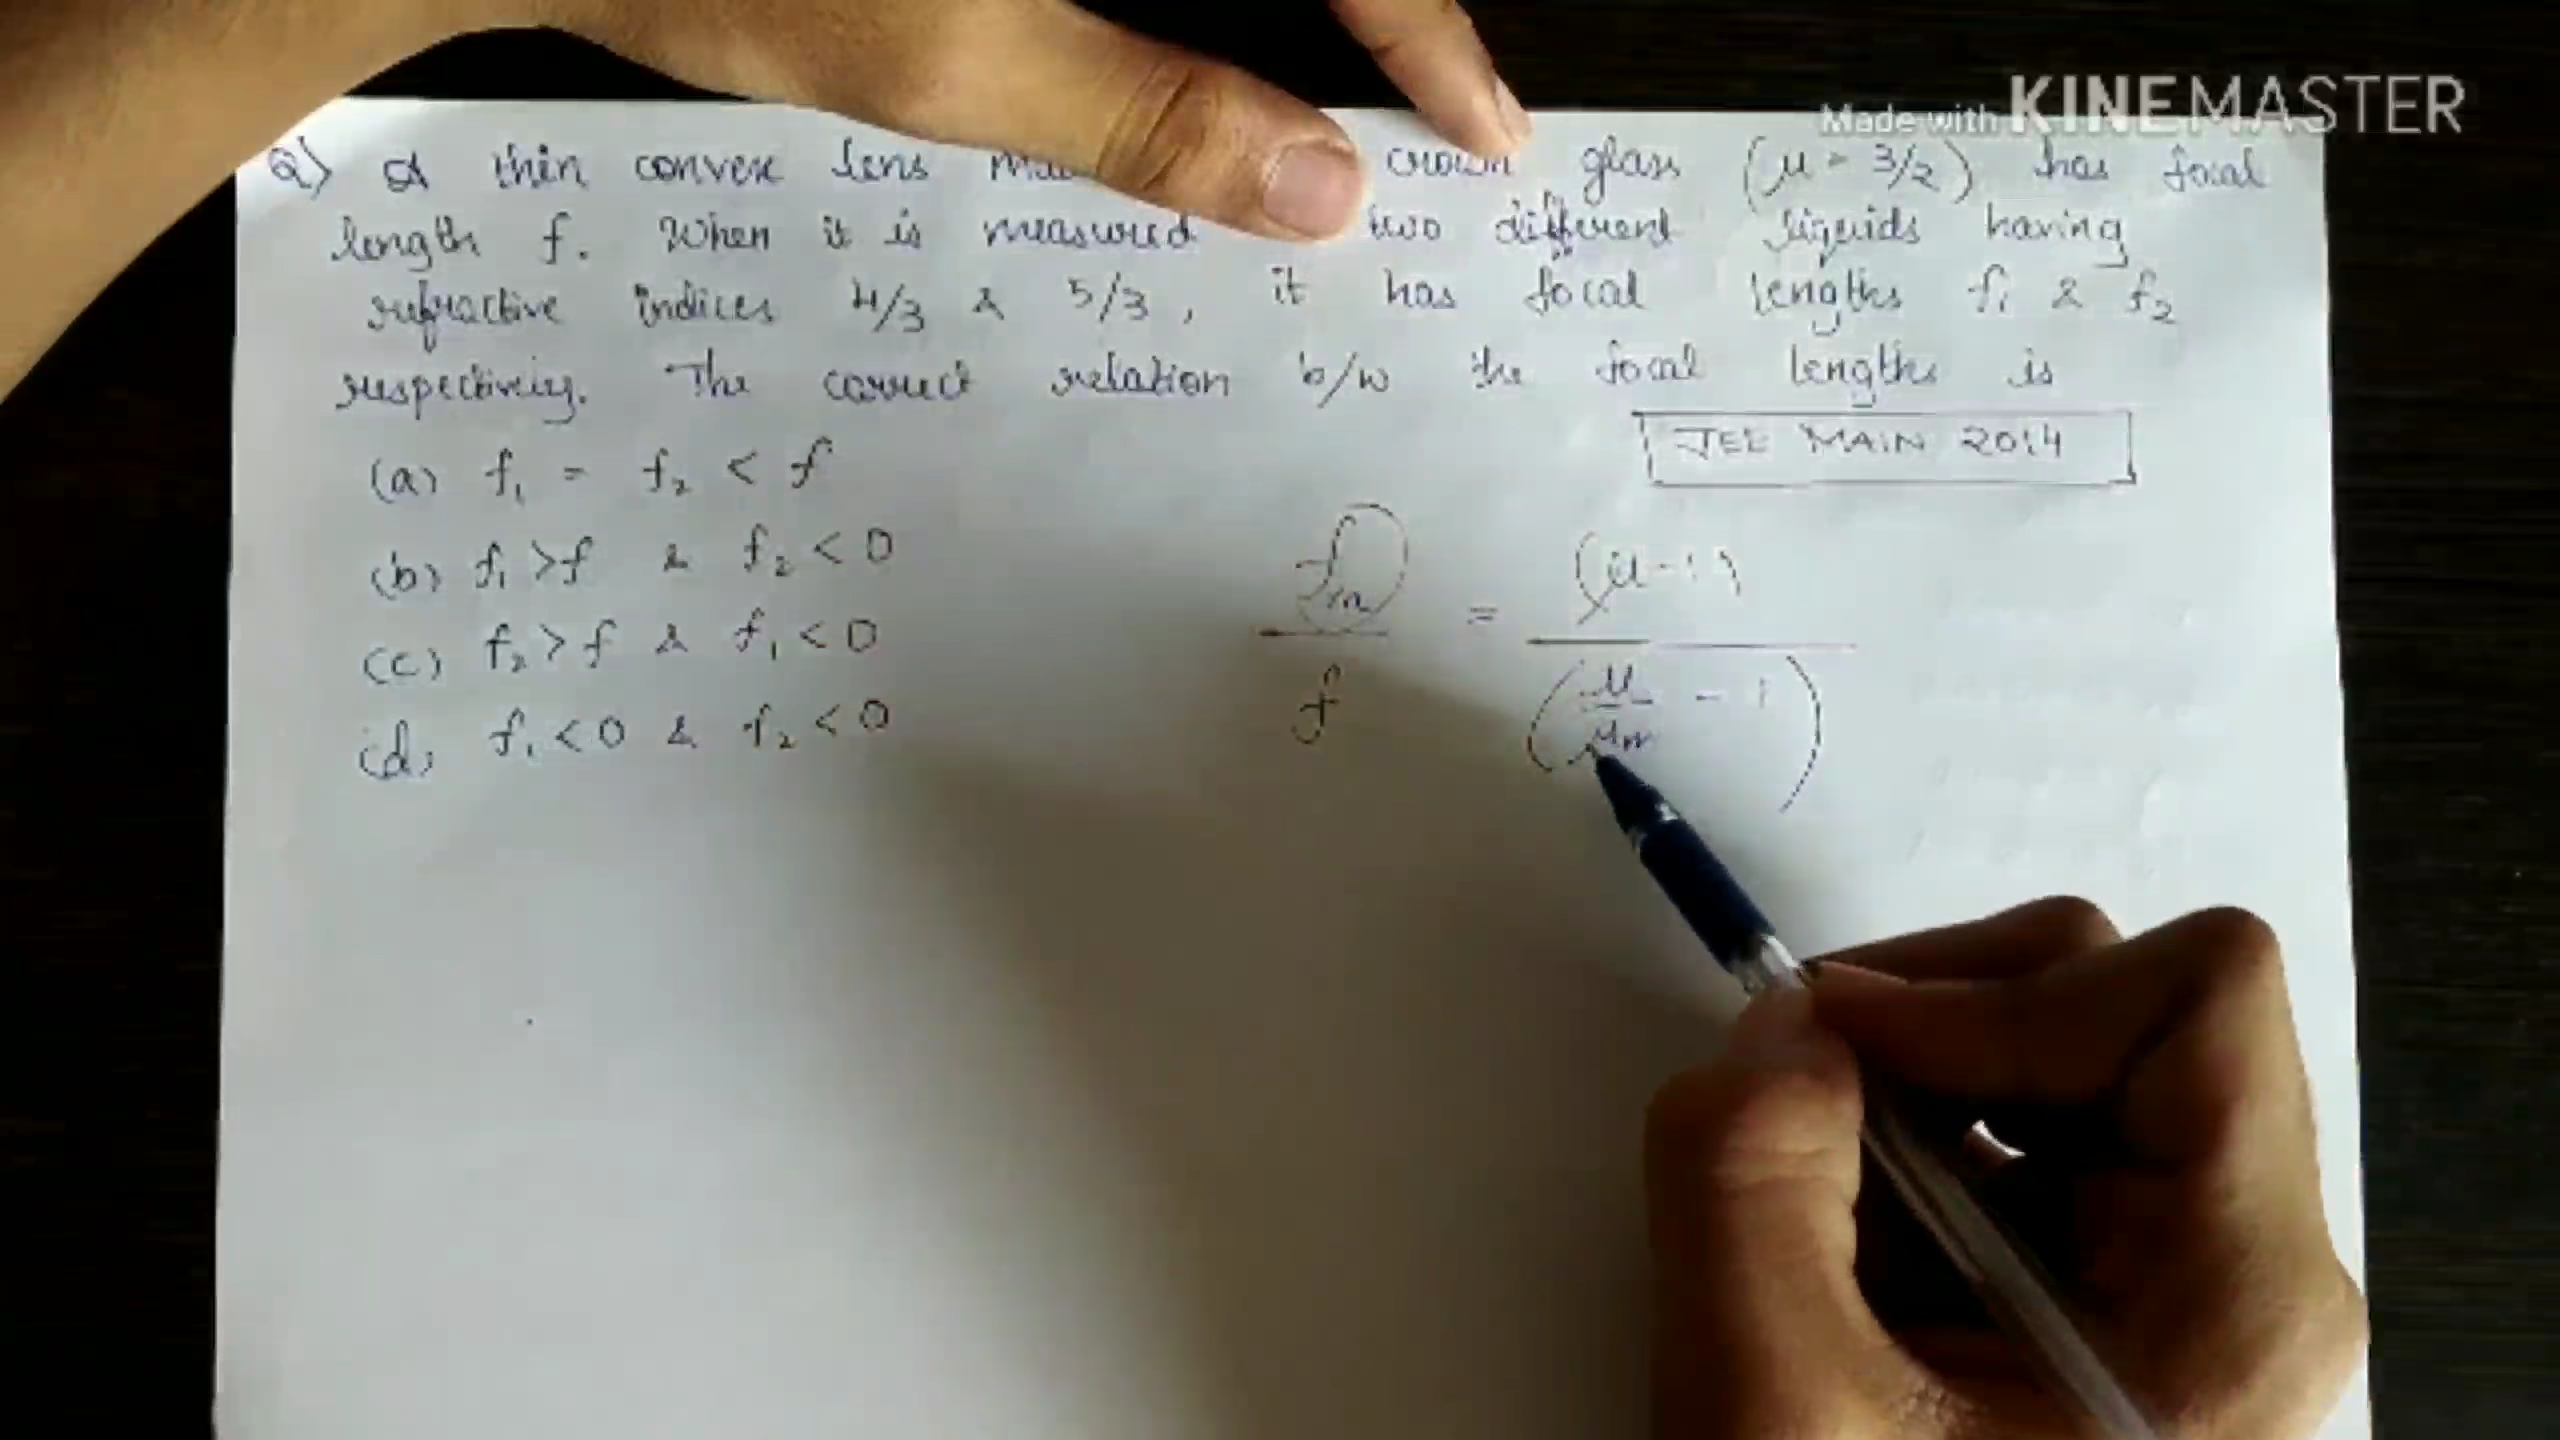 Made with KINEMASTER
Q) A thin convex lens crown glass (μ = 3/2) has focal
length f. When it is measured two different liquids having
refractive indices 4/3 & 5/3, it has focal lengths f₁ & f₂
respectively. The correct relation b/w the focal lengths is
JEE MAIN 2014
(a) f₁ = f₂ < f
(b) f₁ > f & f₂ < 0
(c) f₂ > f & f₁ < 0
(d) f₁ < 0 & f₂ < 0
fm / f = (μ - 1) / (μ/μm - 1)